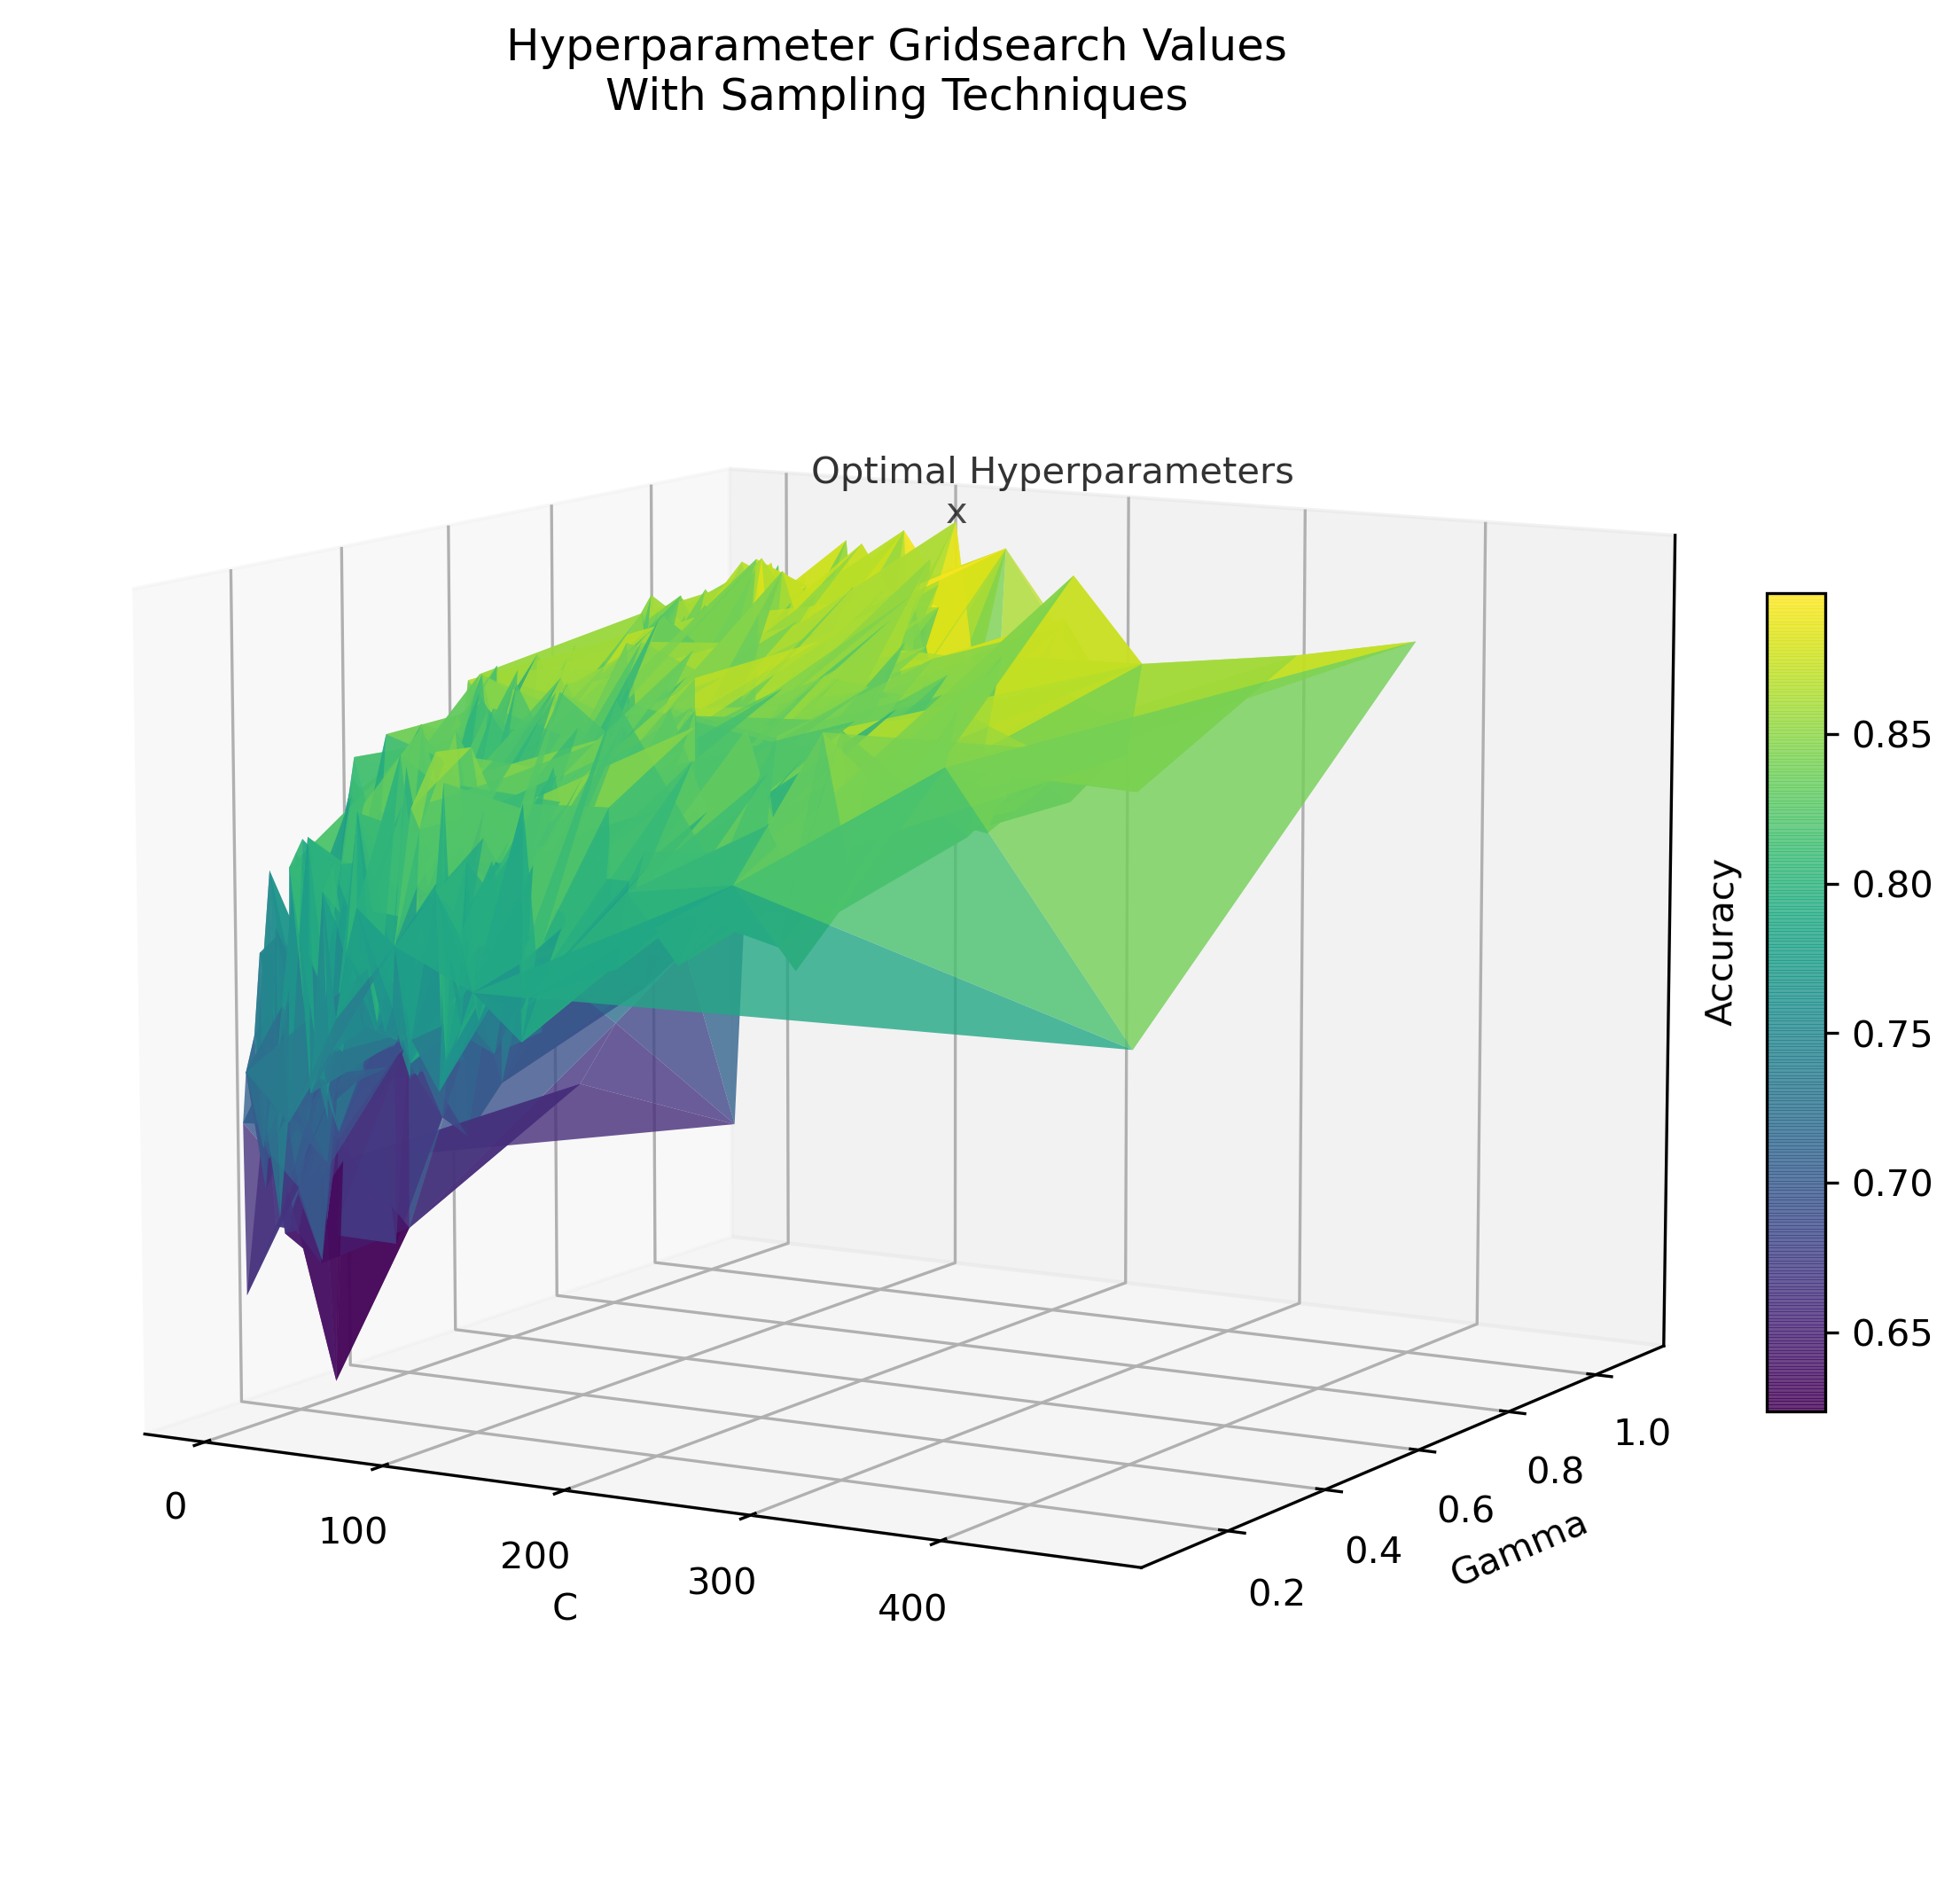 Hyperparameter Gridsearch Values
With Sampling Techniques
Optimal Hyperparameters
x
Accuracy
0.85
0.80
0.75
0.70
0.65
0
100
200
300
400
C
0.2
0.4
0.6
0.8
1.0
Gamma